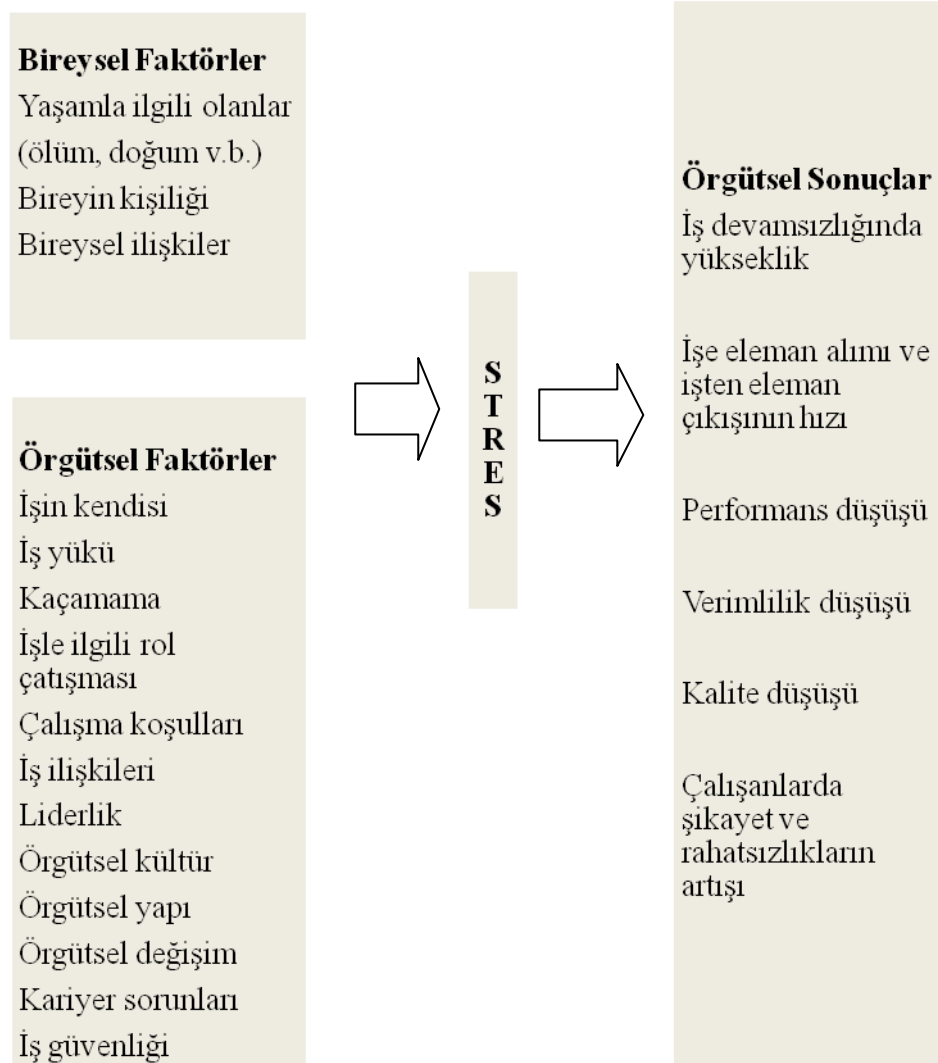 Bireysel Faktörler
Yaşamla ilgili olanlar
(ölüm, doğum v.b.)
Bireyin kişiliği
Bireysel ilişkiler
Örgütsel Faktörler
İşin kendisi
İş yükü
Kaçamama
İşle ilgili rol
çatışması
Çalışma koşulları
İş ilişkileri
Liderlik
Örgütsel kültür
Örgütsel yapı
Örgütsel değişim
Kariyer sorunları
İş güvenliği
S
T
R
E
S
Örgütsel Sonuçlar
İş devamsızlığında
yükseklik
İşe eleman alımı ve
işten eleman
çıkışının hızı
Performans düşüşü
Verimlilik düşüşü
Kalite düşüşü
Çalışanlarda
şikayet ve
rahatsızlıkların
artışı